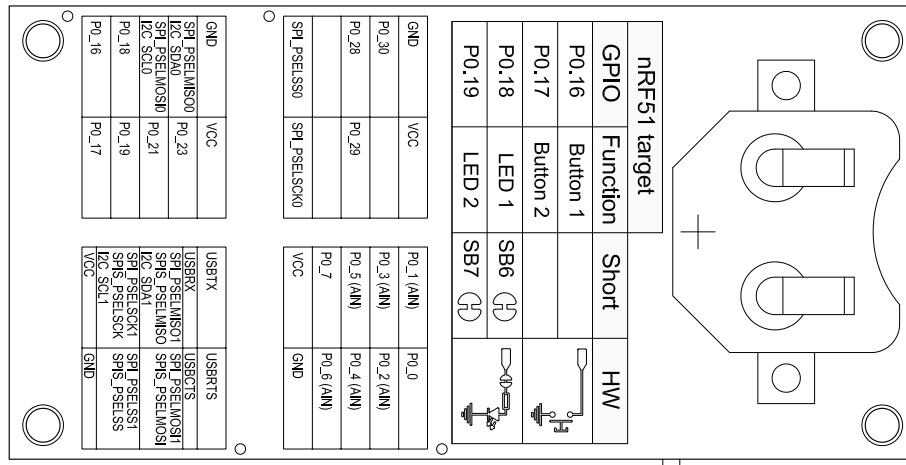 nRF51 target
GPIO Function Short HW
P0.16 Button 1
P0.17 Button 2
P0.18 LED 1 SB6
P0.19 LED 2 SB7
GND VCC
P0_30
P0_28 P0_29
SPI_PSELSS0 SPI_PSELSCK0
P0_1 (AIN) P0_0
P0_3 (AIN) P0_2 (AIN)
P0_5 (AIN) P0_4 (AIN)
P0_7 P0_6 (AIN)
VCC GND
GND VCC
SPI_PSELMISO0 P0_23
I2C_SDA0
SPI_PSELMOSI0 P0_21
I2C_SCL0
P0_18 P0_19
P0_16 P0_17
USBTX USBRTS
USBRX USBCTS
SPI_PSELMISO1 SPI_PSELMOSI1
SPIS_PSELMISO SPIS_PSELMOSI
I2C_SDA1
SPI_PSELSCK1 SPI_PSELSS1
SPIS_PSELSCK SPIS_PSELSS
I2C_SCL1
VCC GND